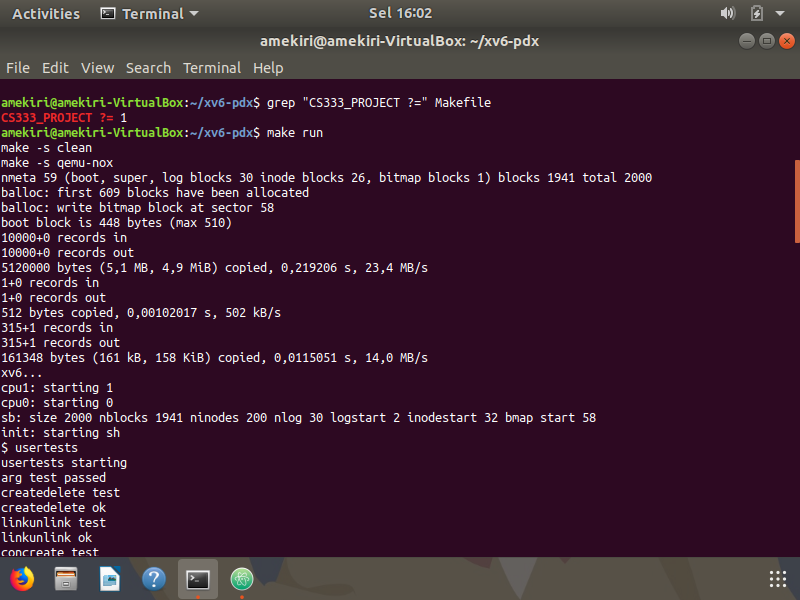 Activities Terminal Sel 16:02
amekiri@amekiri-VirtualBox: ~/xv6-pdx
File Edit View Search Terminal Help
amekiri@amekiri-VirtualBox:~/xv6-pdx$ grep "CS333_PROJECT ?=" Makefile
CS333_PROJECT ?= 1
amekiri@amekiri-VirtualBox:~/xv6-pdx$ make run
make -s clean
make -s qemu-nox
nmeta 59 (boot, super, log blocks 30 inode blocks 26, bitmap blocks 1) blocks 1941 total 2000
balloc: first 609 blocks have been allocated
balloc: write bitmap block at sector 58
boot block is 448 bytes (max 510)
10000+0 records in
10000+0 records out
5120000 bytes (5,1 MB, 4,9 MiB) copied, 0,219206 s, 23,4 MB/s
1+0 records in
1+0 records out
512 bytes copied, 0,00102017 s, 502 kB/s
315+1 records in
315+1 records out
161348 bytes (161 kB, 158 KiB) copied, 0,0115051 s, 14,0 MB/s
xv6...
cpu1: starting 1
cpu0: starting 0
sb: size 2000 nblocks 1941 ninodes 200 nlog 30 logstart 2 inodestart 32 bmap start 58
init: starting sh
$ usertests
usertests starting
arg test passed
createdelete test
createdelete ok
linkunlink test
linkunlink ok
concreate test